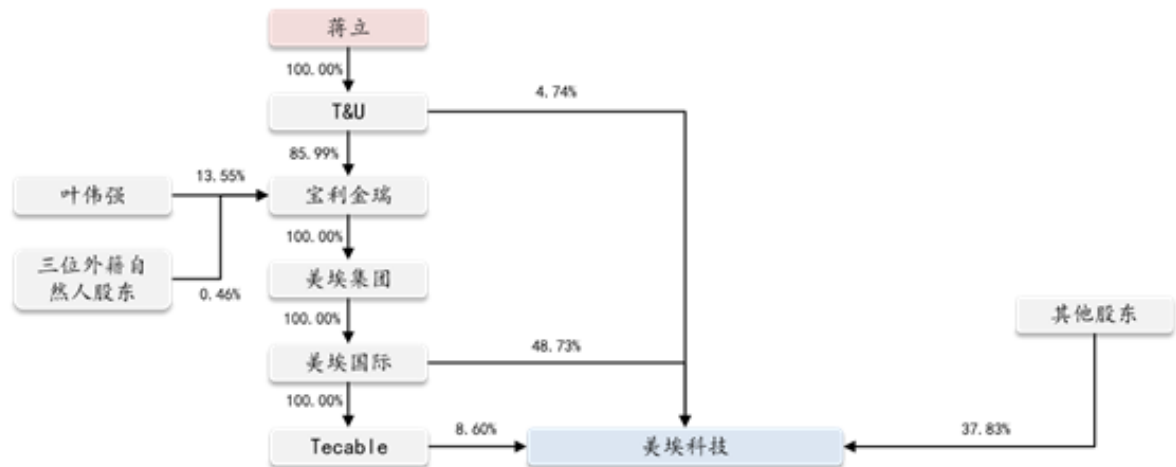 蒋立
100.00%
T&U
4.74%
85.99%
叶伟强
13.55%
宝利金瑞
100.00%
三位外籍自
然人股东
0.46%
美埃集团
100.00%
其他股东
美埃国际
48.73%
100.00%
Tecable
8.60%
美埃科技
37.83%